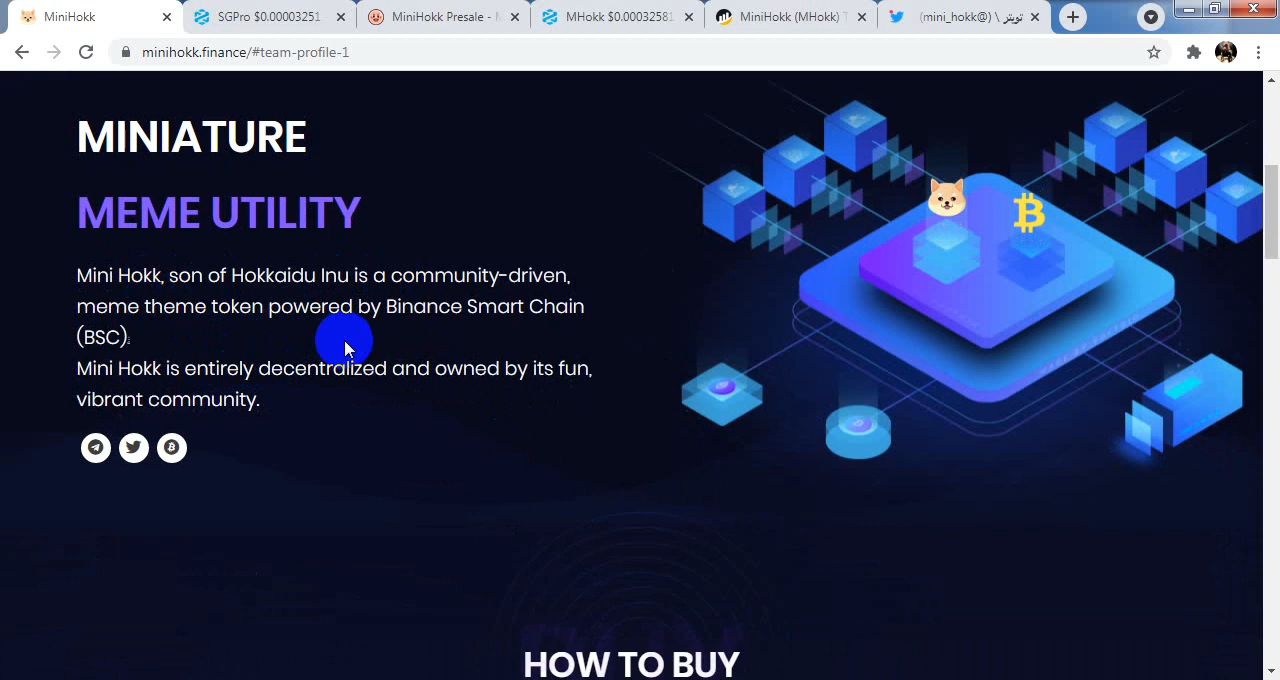 MiniHokk
SGPro $0.00003251
MiniHokk Presale - M
MHokk $0.00032581
MiniHokk (MHokk) T
تويتر \ (@mini_hokk)
minihokk.finance/#team-profile-1
MINIATURE
MEME UTILITY
Mini Hokk, son of Hokkaidu Inu is a community-driven,
meme theme token powered by Binance Smart Chain
(BSC).
Mini Hokk is entirely decentralized and owned by its fun,
vibrant community.
HOW TO BUY